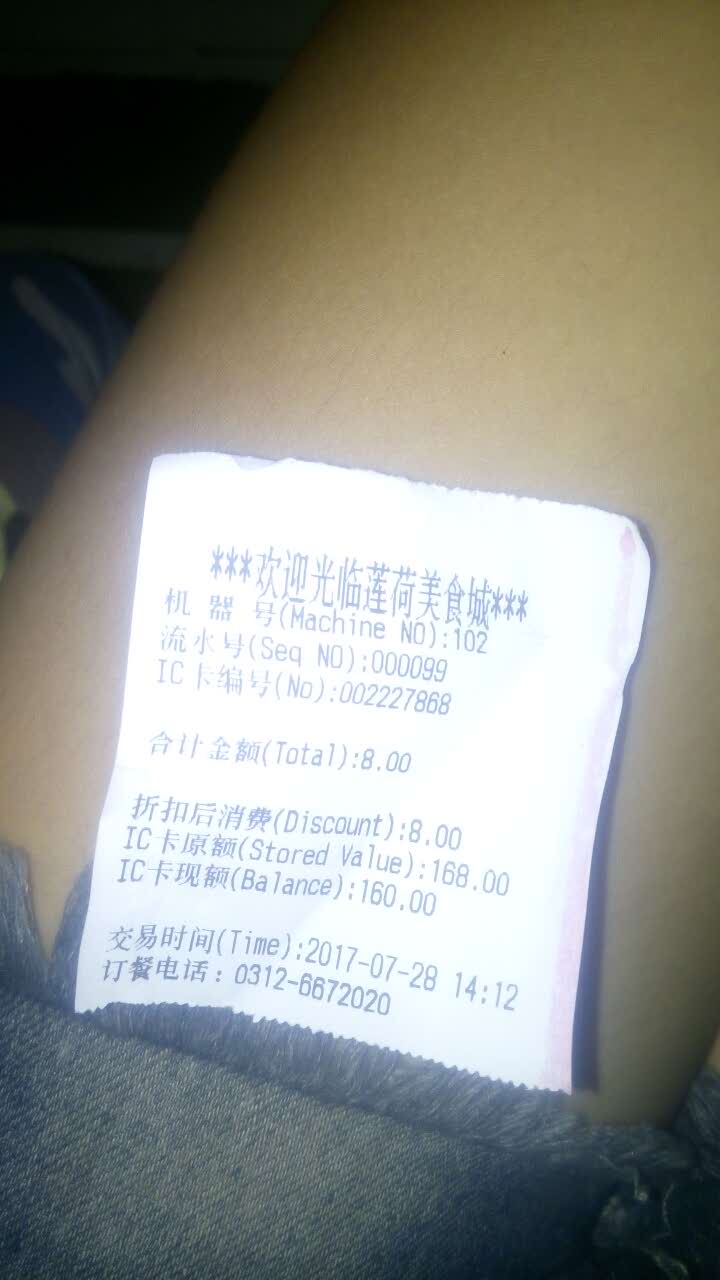 ***欢迎光临莲荷美食城***
机 器 号(Machine NO):102
流水号(Seq NO):000099
IC卡编号(No):002227868
合计金额(Total):8.00
折扣后消费(Discount):8.00
IC卡原额(Stored Value):168.00
IC卡现额(Balance):160.00
交易时间(Time):2017-07-28 14:12
订餐电话：0312-6672020